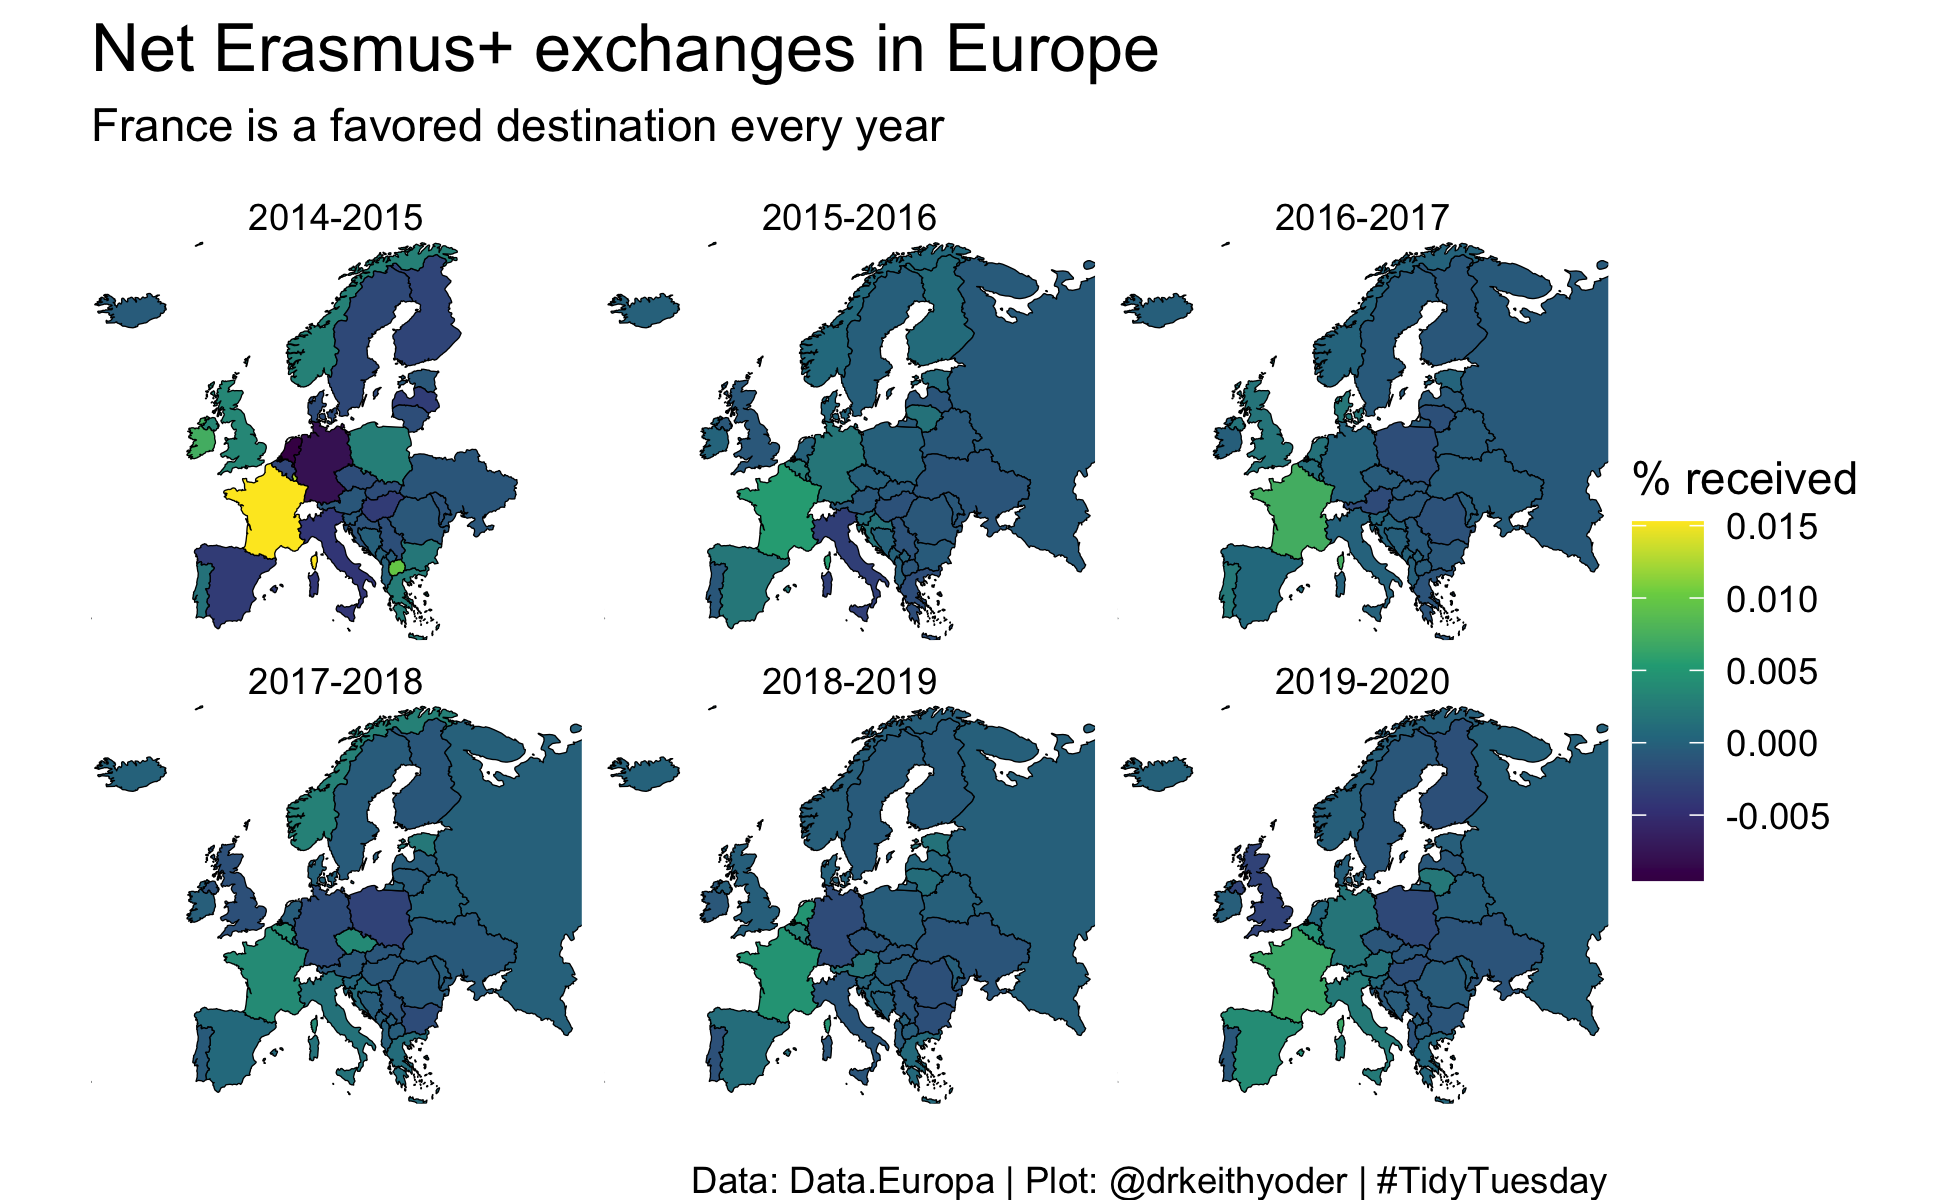 Net Erasmus+ exchanges in Europe
France is a favored destination every year
2014-2015
2015-2016
2016-2017
2017-2018
2018-2019
2019-2020
% received
0.015
0.010
0.005
0.000
-0.005
Data: Data.Europa | Plot: @drkeithyoder | #TidyTuesday